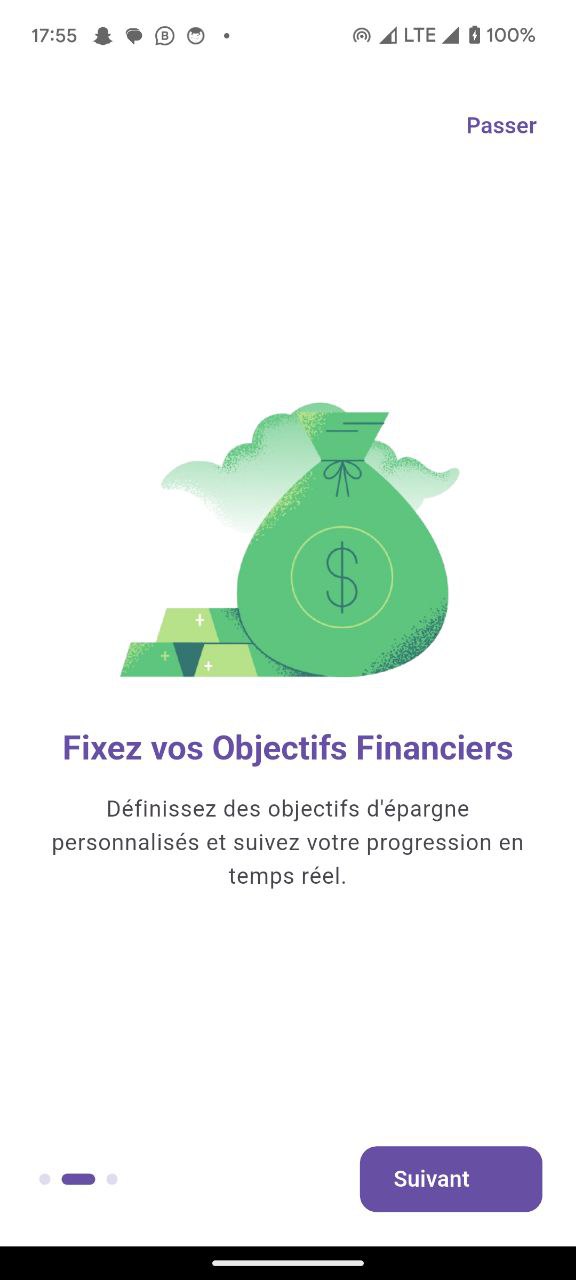 17:55 LTE 100%
Passer
$
Fixez vos Objectifs Financiers
Définissez des objectifs d'épargne
personnalisés et suivez votre progression en
temps réel.
Suivant